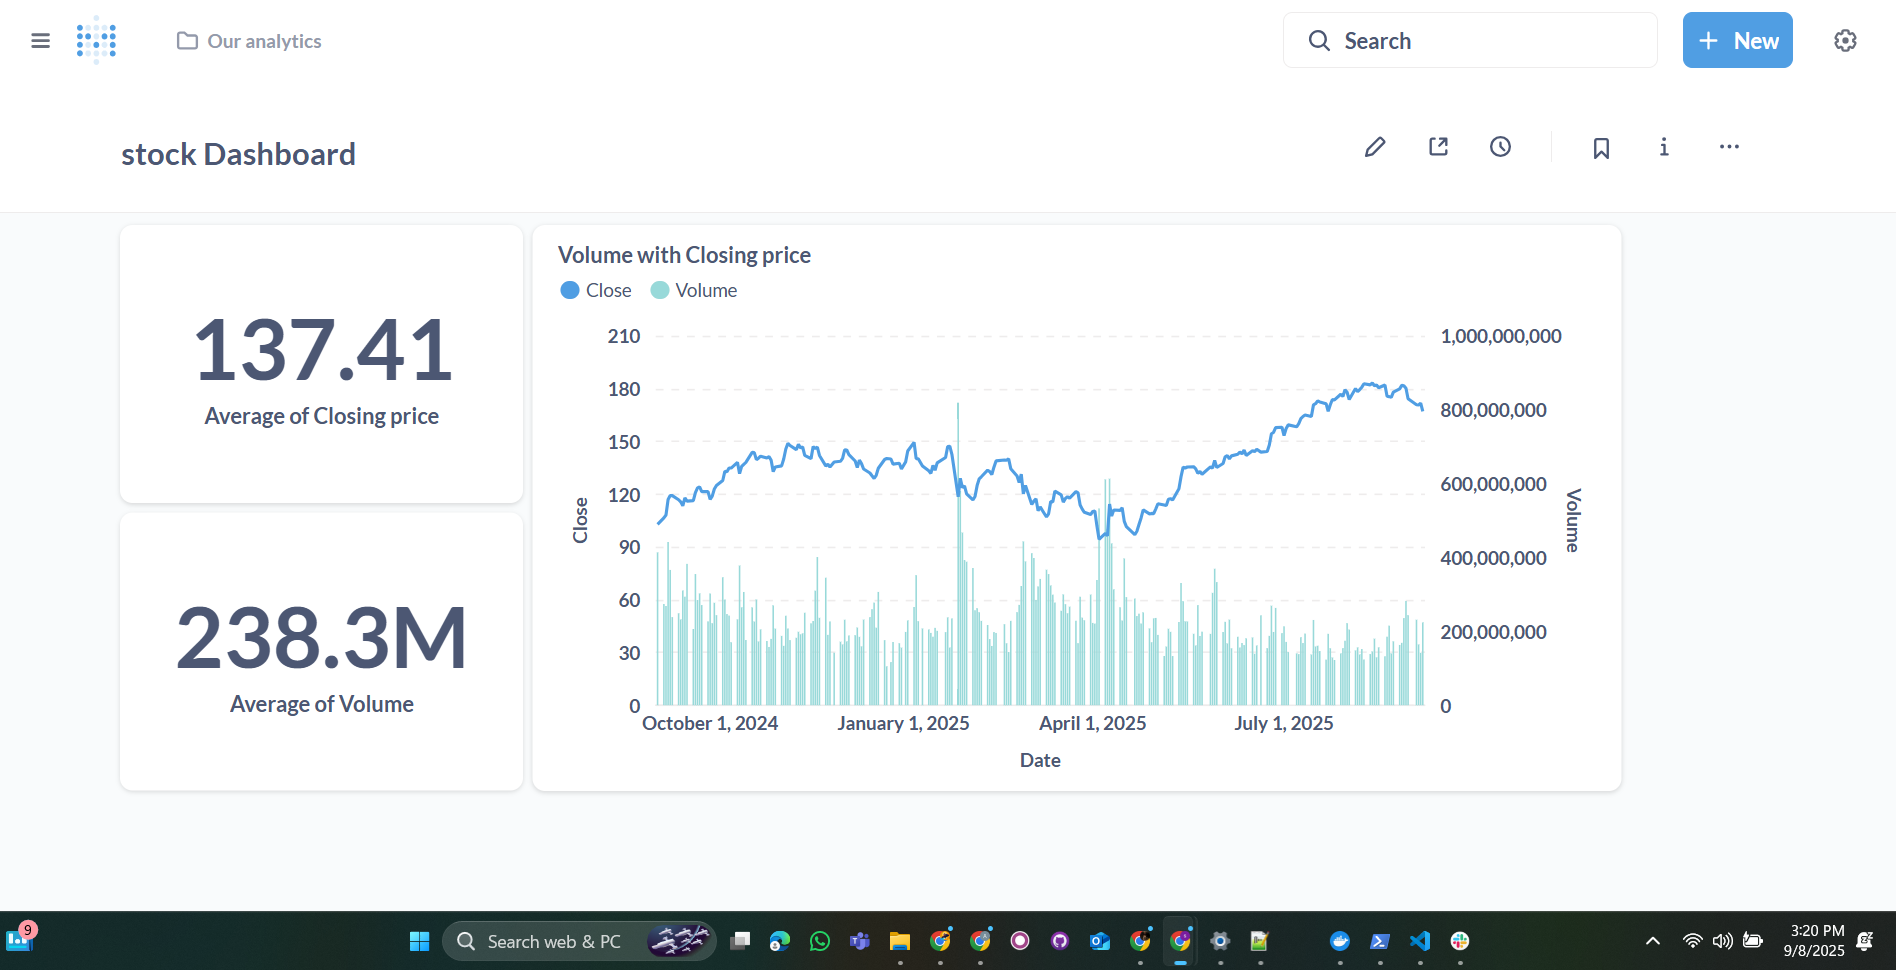 Our analytics
Search
New
stock Dashboard
137.41
Average of Closing price
238.3M
Average of Volume
Volume with Closing price
Close Volume
210
180
150
120
90
60
30
0
Close
1,000,000,000
800,000,000
600,000,000
400,000,000
200,000,000
0
Volume
October 1, 2024 January 1, 2025 April 1, 2025 July 1, 2025
Date
9
Search web & PC
3:20 PM
9/8/2025